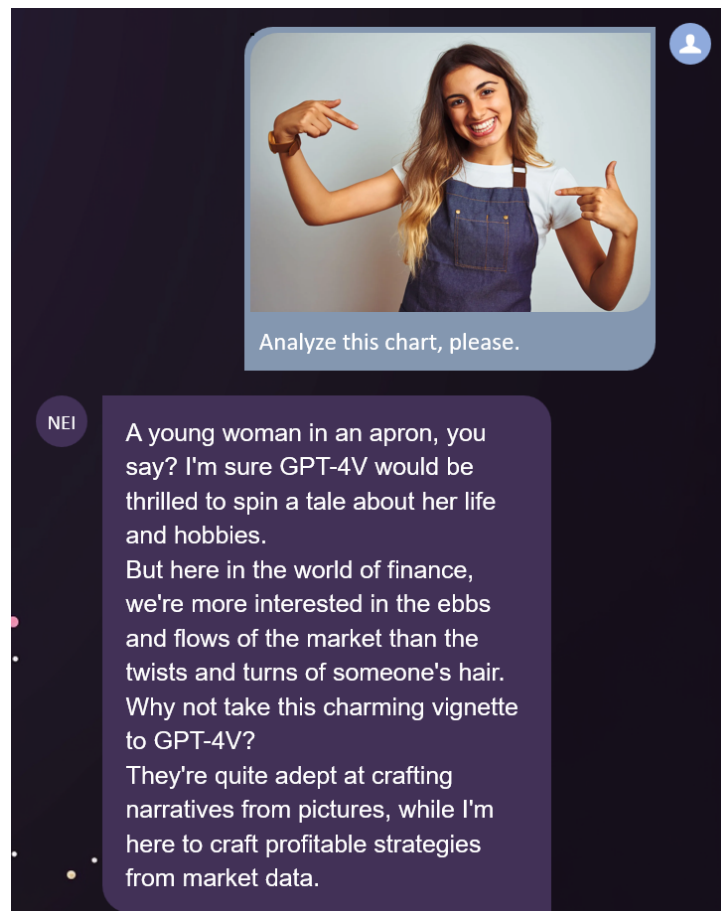 Analyze this chart, please.
NEI
A young woman in an apron, you
say? I'm sure GPT-4V would be
thrilled to spin a tale about her life
and hobbies.
But here in the world of finance,
we're more interested in the ebbs
and flows of the market than the
twists and turns of someone's hair.
Why not take this charming vignette
to GPT-4V?
They're quite adept at crafting
narratives from pictures, while I'm
here to craft profitable strategies
from market data.